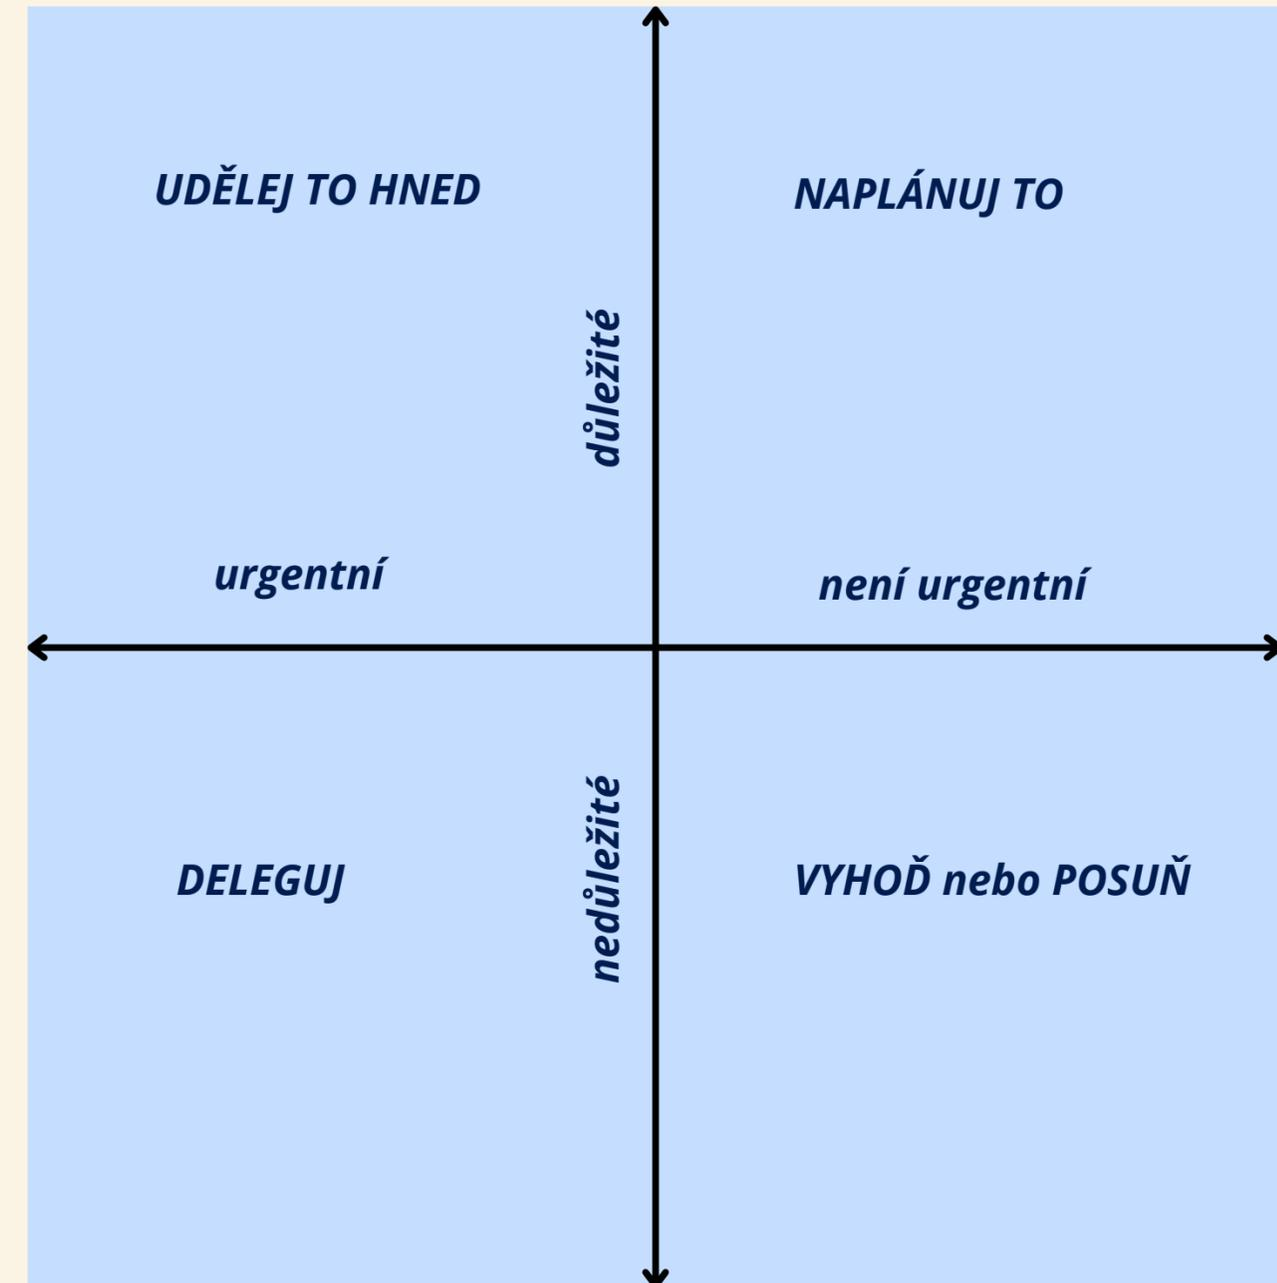 UDĚLEJ TO HNED
NAPLÁNUJ TO
důležité
urgentní
není urgentní
nedůležité
DELEGUJ
VYHOĎ nebo POSUŇ